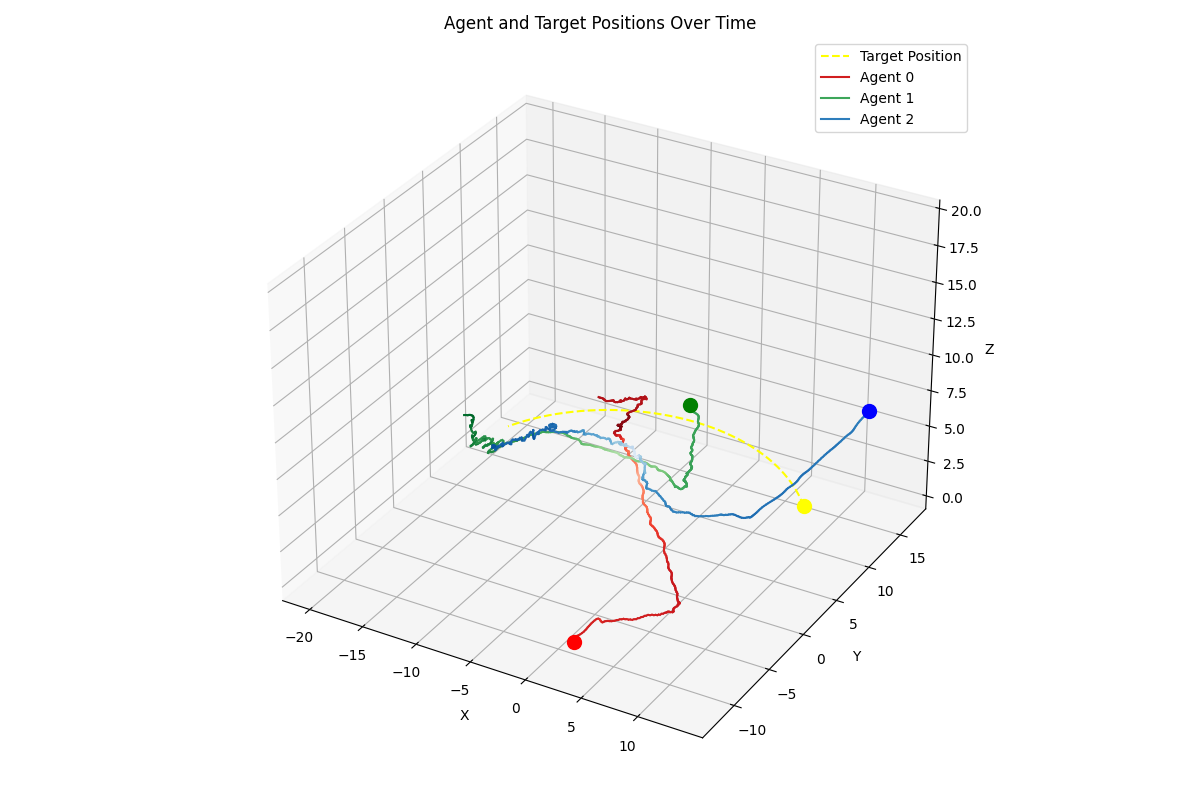 Agent and Target Positions Over Time
Target Position
Agent 0
Agent 1
Agent 2
20.0
17.5
15.0
12.5
10.0
7.5
5.0
2.5
0.0
Z
−20
−15
−10
−5
0
5
10
X
−10
−5
0
5
10
15
Y